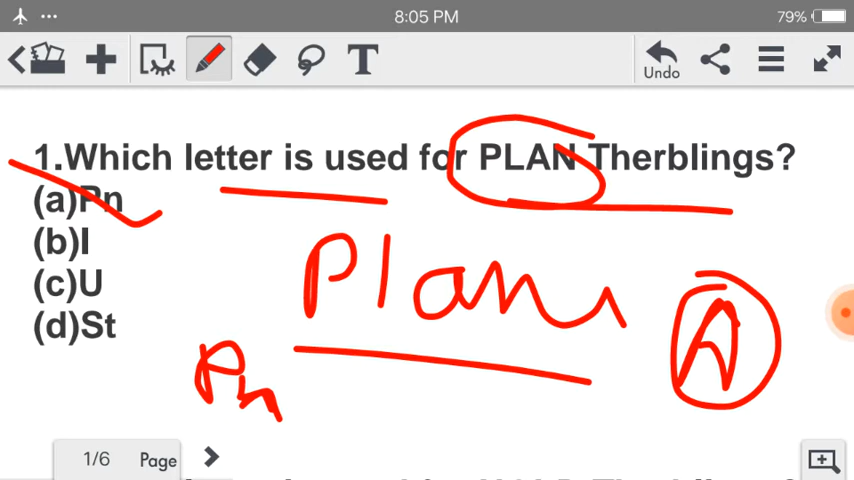 8:05 PM
79%
T
Undo
1.Which letter is used for PLAN Therblings?
(a)Pn
(b)I
(c)U
(d)St
Plan
A
Pn
1/6 Page